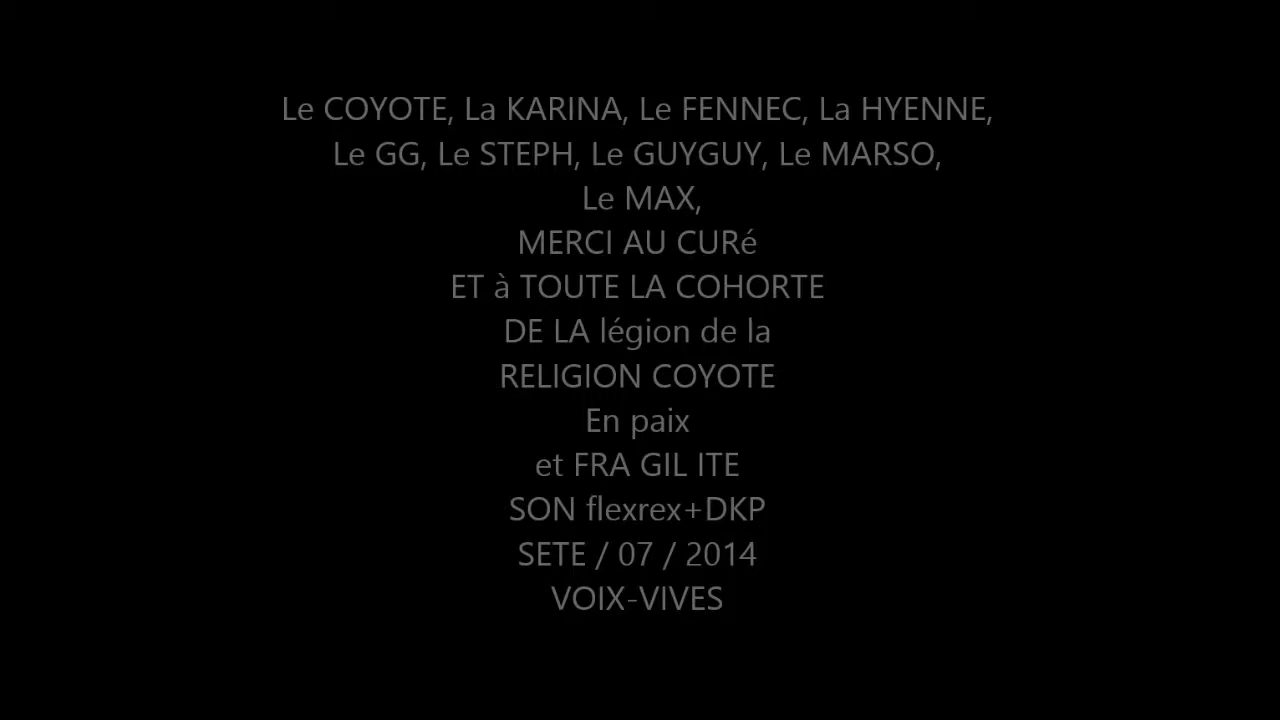 Le COYOTE, La KARINA, Le FENNEC, La HYENNE,
Le GG, Le STEPH, Le GUYGUY, Le MARSO,
Le MAX,
MERCI AU CURé
ET à TOUTE LA COHORTE
DE LA légion de la
RELIGION COYOTE
En paix
et FRA GIL ITE
SON flexrex+DKP
SETE / 07 / 2014
VOIX-VIVES